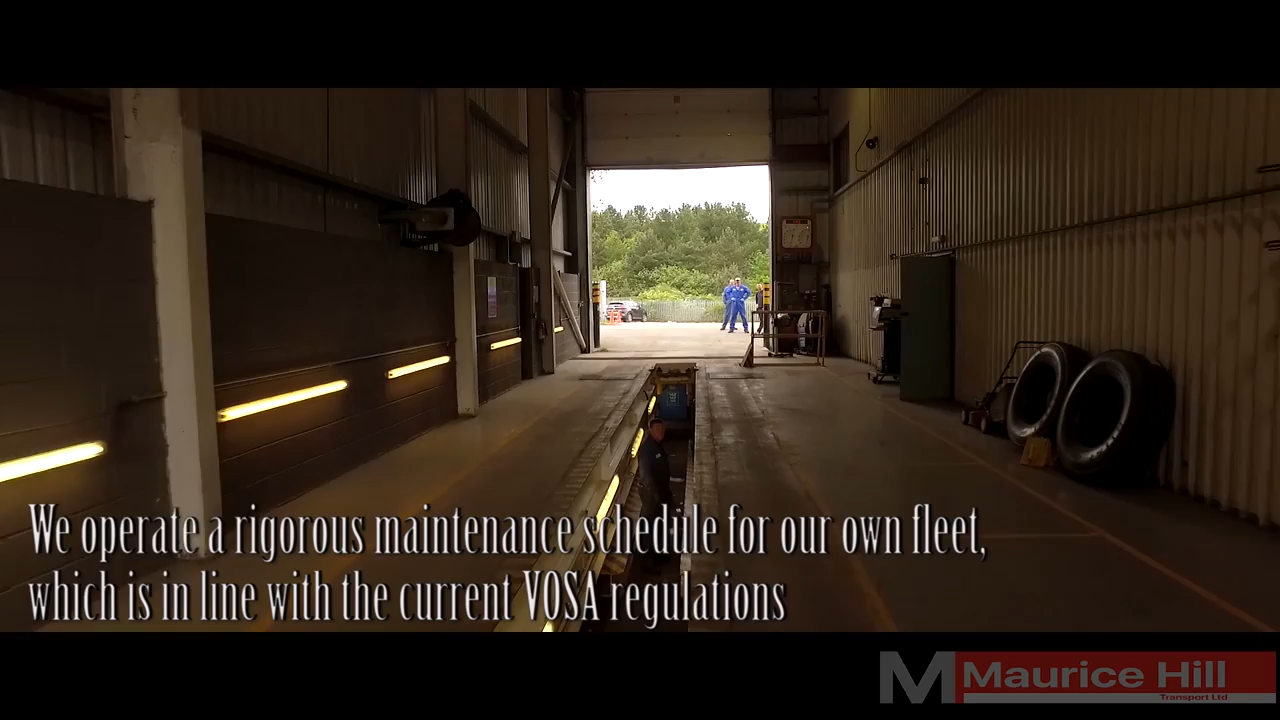 We operate a rigorous maintenance schedule for our own fleet,
which is in line with the current VOSA regulations
M Maurice Hill
Transport Ltd